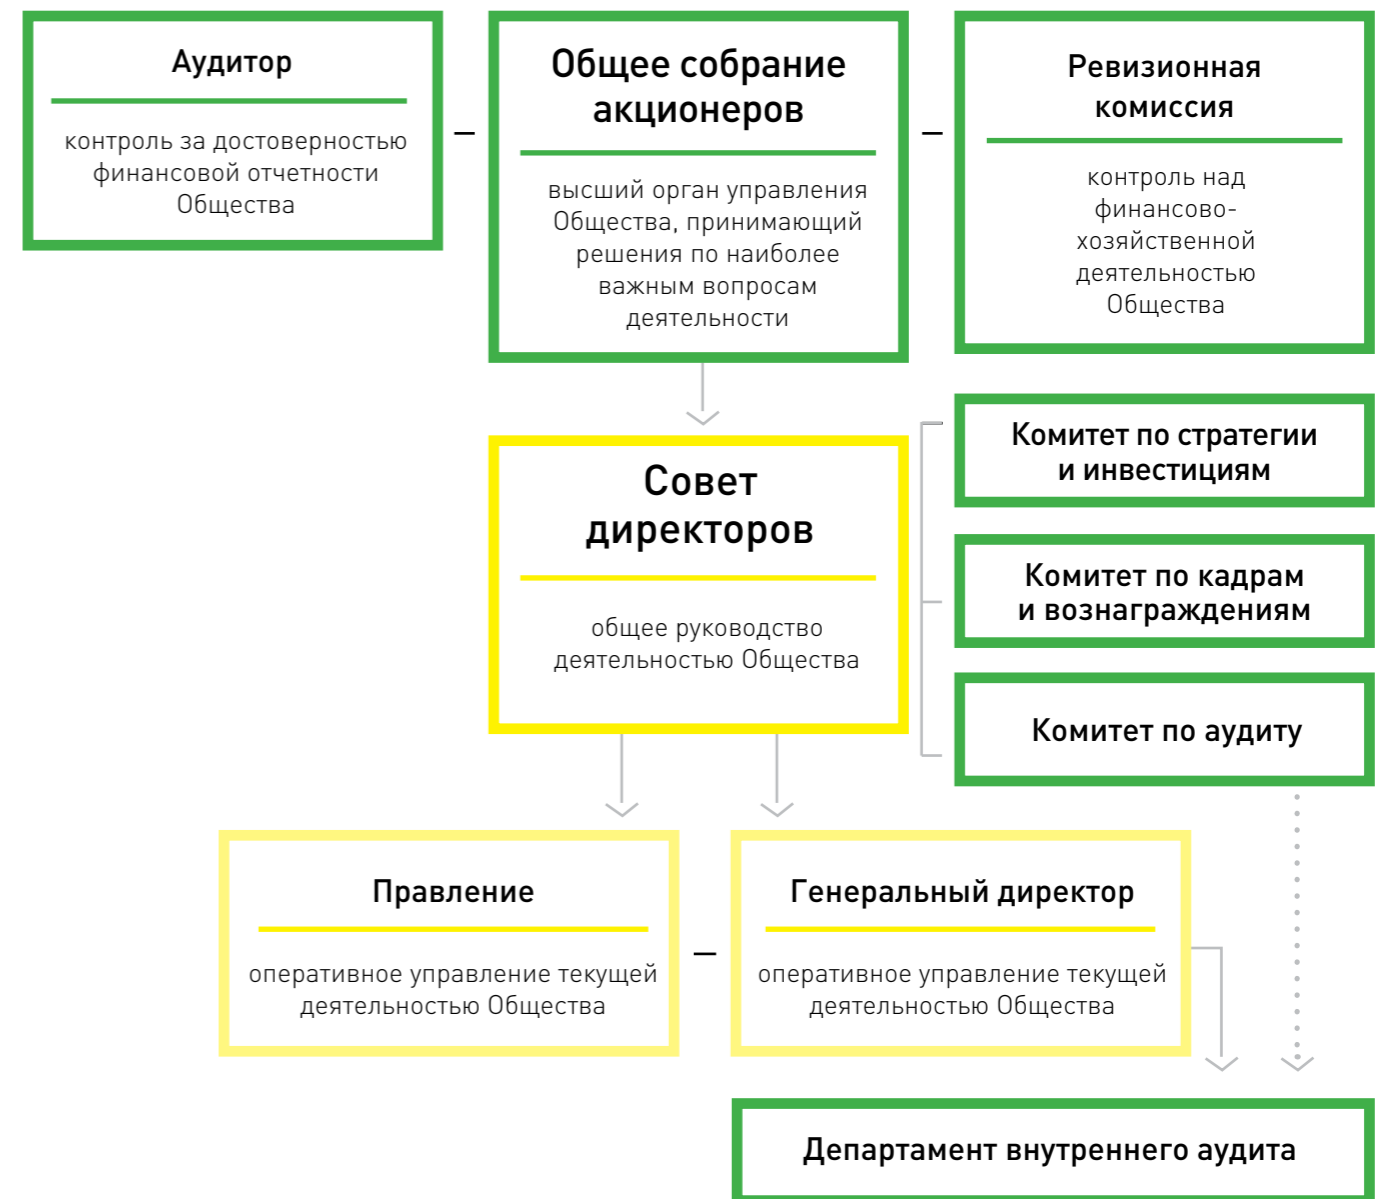 Аудитор
контроль за достоверностью
финансовой отчетности
Общества
–
Общее собрание
акционеров
высший орган управления
Общества, принимающий
решения по наиболее
важным вопросам
деятельности
–
Ревизионная
комиссия
контроль над
финансово-
хозяйственной
деятельностью
Общества
Совет
директоров
общее руководство
деятельностью Общества
Комитет по стратегии
и инвестициям
Комитет по кадрам
и вознаграждениям
Комитет по аудиту
Правление
оперативное управление текущей
деятельностью Общества
–
Генеральный директор
оперативное управление текущей
деятельностью Общества
Департамент внутреннего аудита